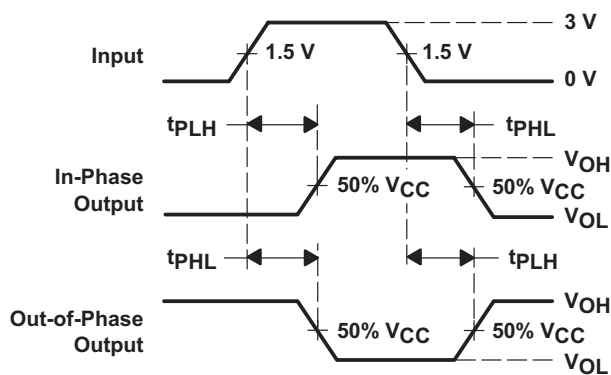 3 V
Input
1.5 V
1.5 V
0 V
tPLH
tPHL
VOH
In-Phase
Output
50% VCC
50% VCC
VOL
tPHL
tPLH
VOH
Out-of-Phase
Output
50% VCC
50% VCC
VOL